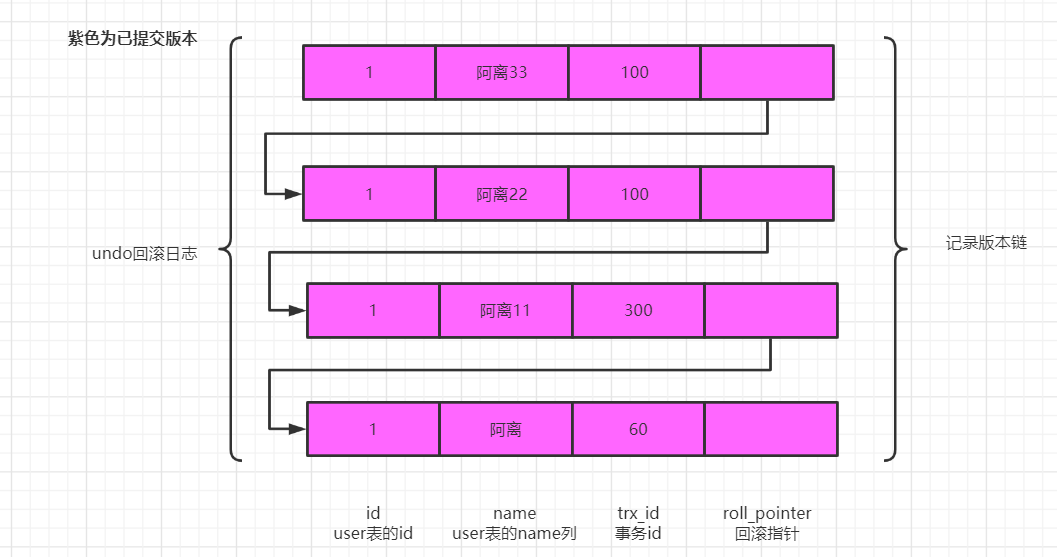 紫色为已提交版本
1 阿离33 100
1 阿离22 100
undo回滚日志
记录版本链
1 阿离11 300
1 阿离 60
id name trx_id roll_pointer
user表的id user表的name列 事务id 回滚指针